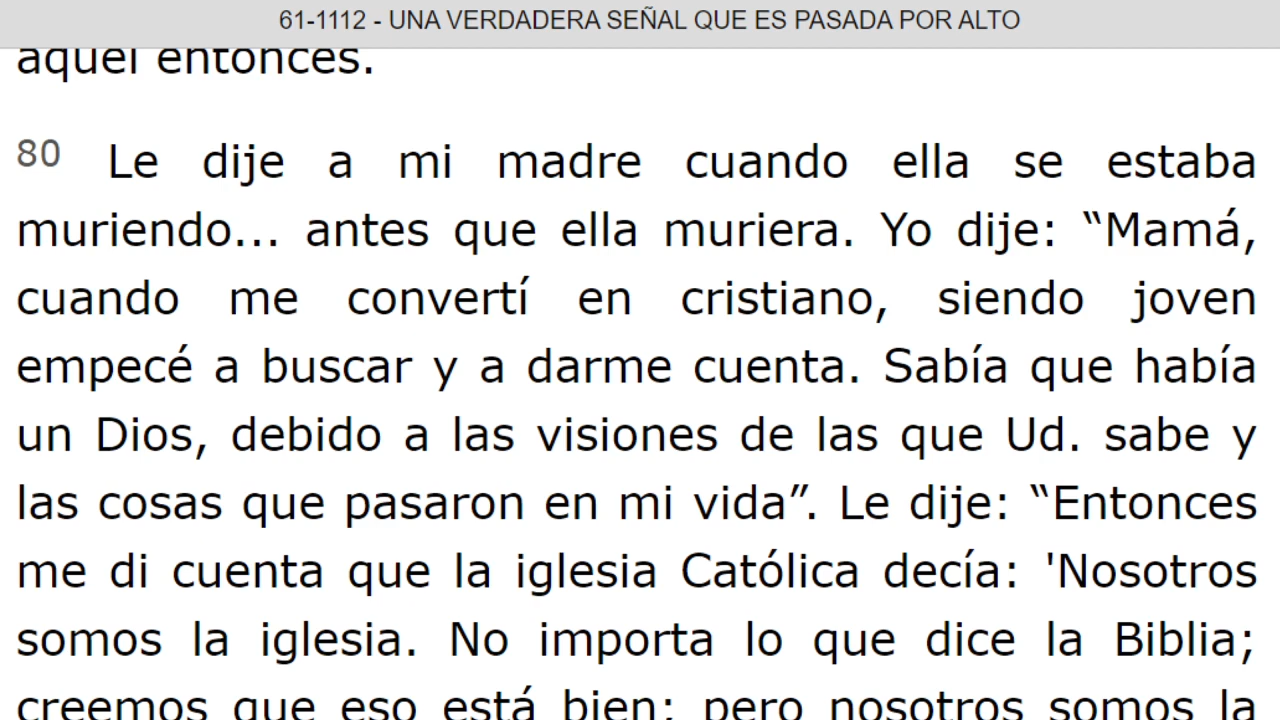 61-1112 - UNA VERDADERA SEÑAL QUE ES PASADA POR ALTO
aquel entonces.
80 Le dije a mi madre cuando ella se estaba
muriendo... antes que ella muriera. Yo dije: “Mamá,
cuando me convertí en cristiano, siendo joven
empecé a buscar y a darme cuenta. Sabía que había
un Dios, debido a las visiones de las que Ud. sabe y
las cosas que pasaron en mi vida”. Le dije: “Entonces
me di cuenta que la iglesia Católica decía: 'Nosotros
somos la iglesia. No importa lo que dice la Biblia;
creemos que eso está bien; pero nosotros somos la